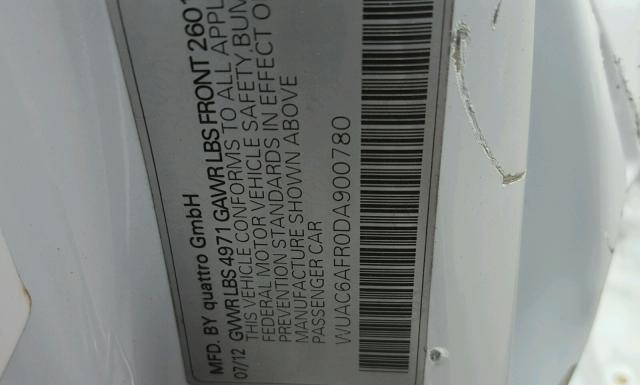 MFD. BY quattro GmbH
07/12 GVWR LBS 4971 GAWR LBS FRONT 2601
THIS VEHICLE CONFORMS TO ALL APPL
FEDERAL MOTOR VEHICLE SAFETY BUM
PREVENTION STANDARDS IN EFFECT O
MANUFACTURE SHOWN ABOVE
PASSENGER CAR
WUAC6AFR0DA900780